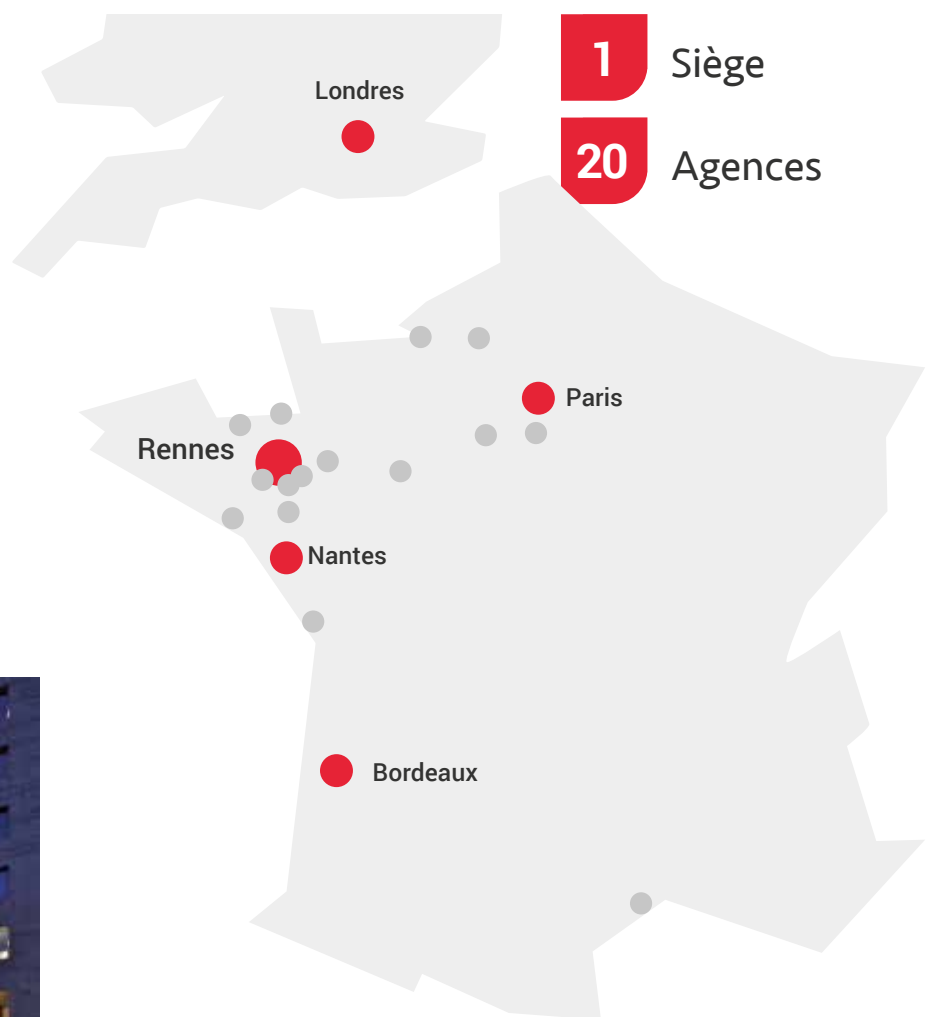 1 Siège
20 Agences
Londres
Paris
Rennes
Nantes
Bordeaux